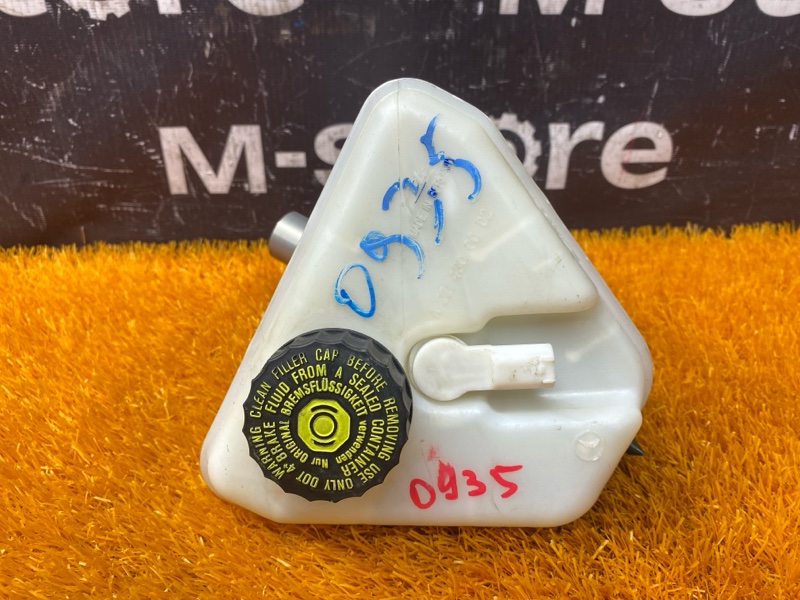 M-store
0935
WARNING CLEAN FILLER CAP BEFORE REMOVING
USE ONLY DOT 4 BRAKE FLUID FROM A SEALED CONTAINER
Nur ORIGINAL BREMSFLÜSSIGKEIT verwenden
0935